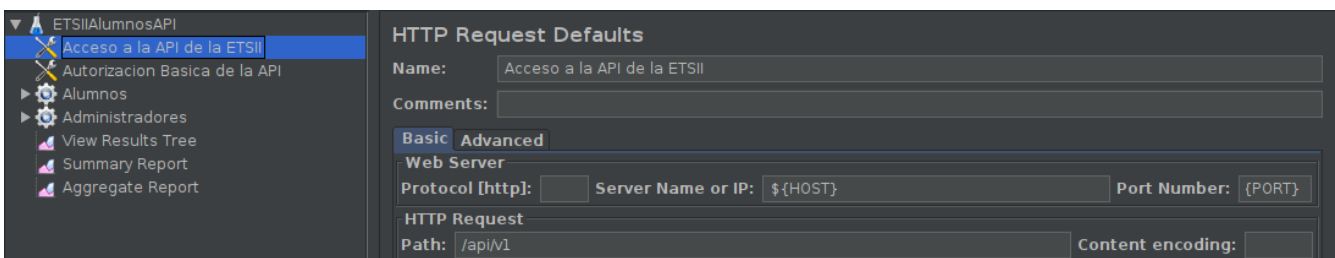 ETSIIAlumnosAPI
Acceso a la API de la ETSII
Autorizacion Basica de la API
Alumnos
Administradores
View Results Tree
Summary Report
Aggregate Report
HTTP Request Defaults
Name: Acceso a la API de la ETSII
Comments:
Basic Advanced
Web Server
Protocol [http]: Server Name or IP: ${HOST} Port Number: {PORT}
HTTP Request
Path: /api/v1 Content encoding: